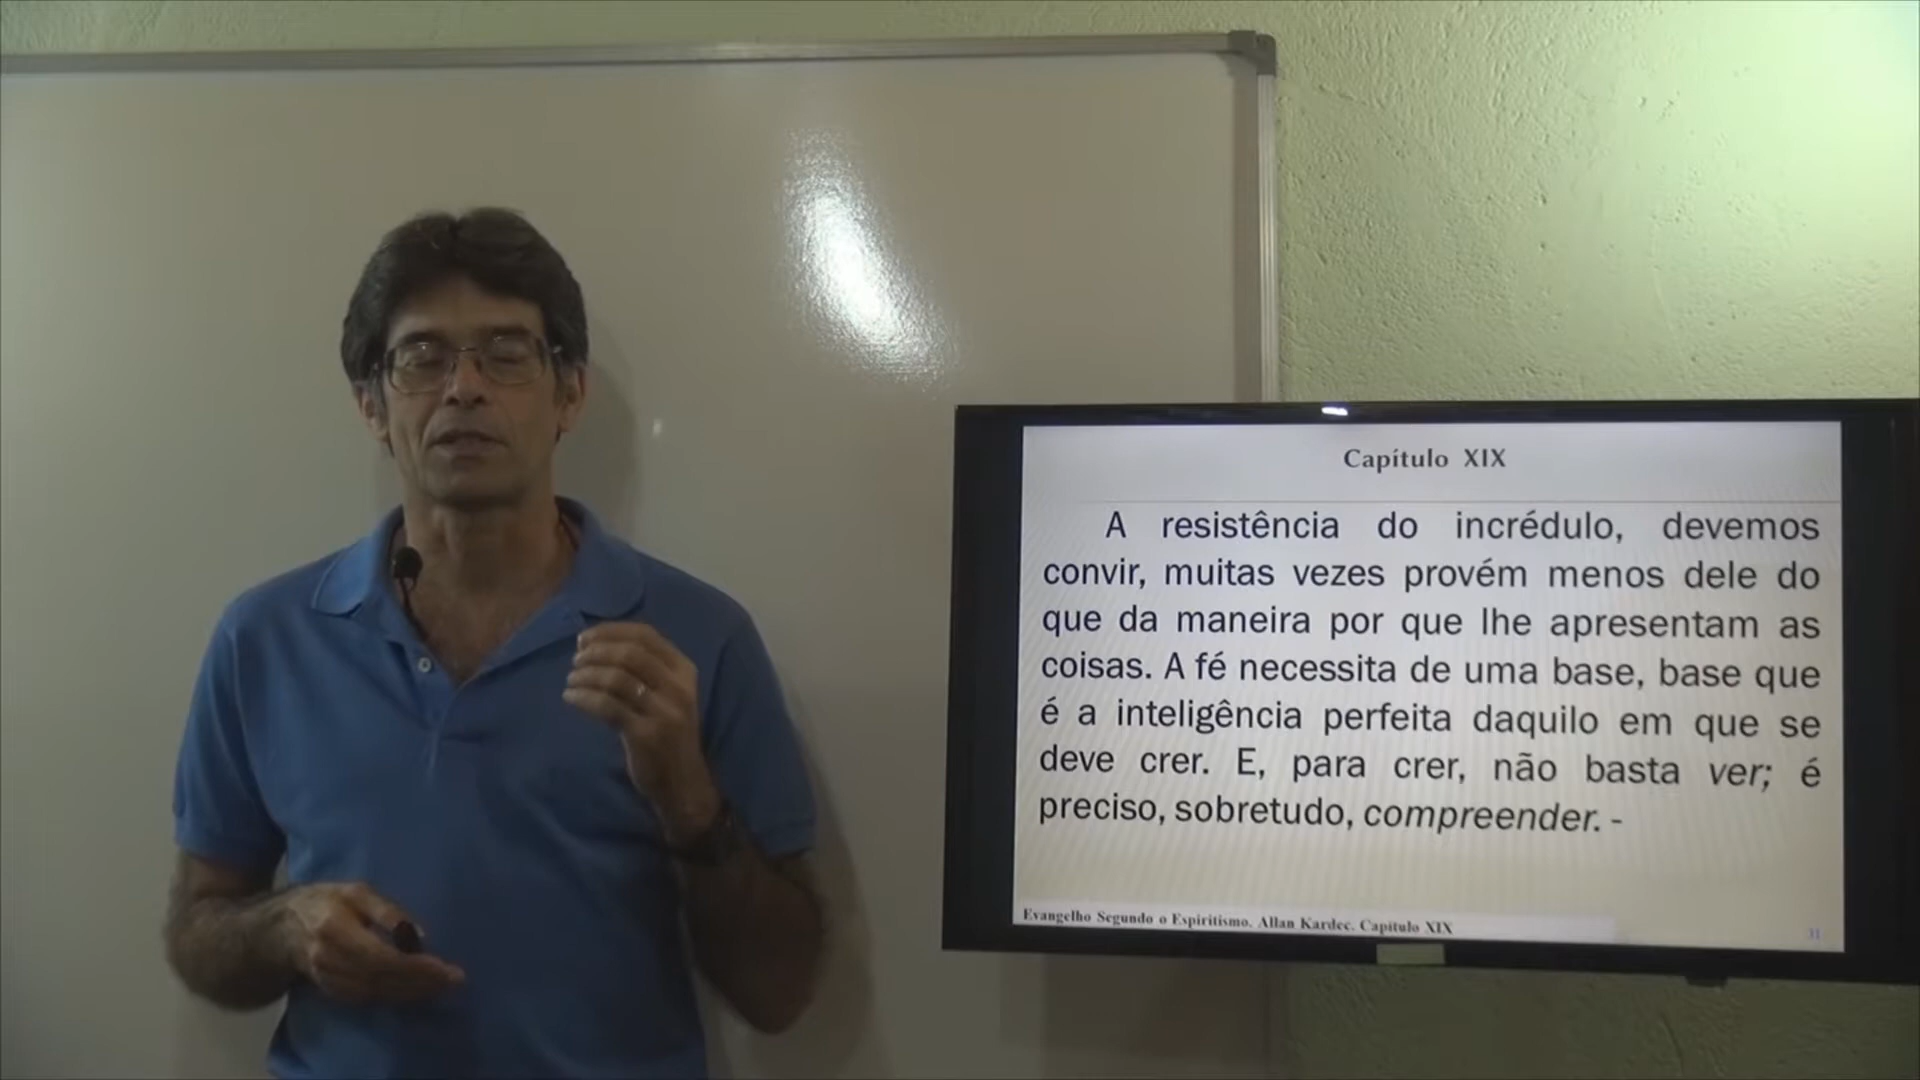 Capítulo XIX
A resistência do incrédulo, devemos
convir, muitas vezes provém menos dele do
que da maneira por que lhe apresentam as
coisas. A fé necessita de uma base, base que
é a inteligência perfeita daquilo em que se
deve crer. E, para crer, não basta ver; é
preciso, sobretudo, compreender. -
Evangelho Segundo o Espiritismo. Allan Kardec. Capítulo XIX
31